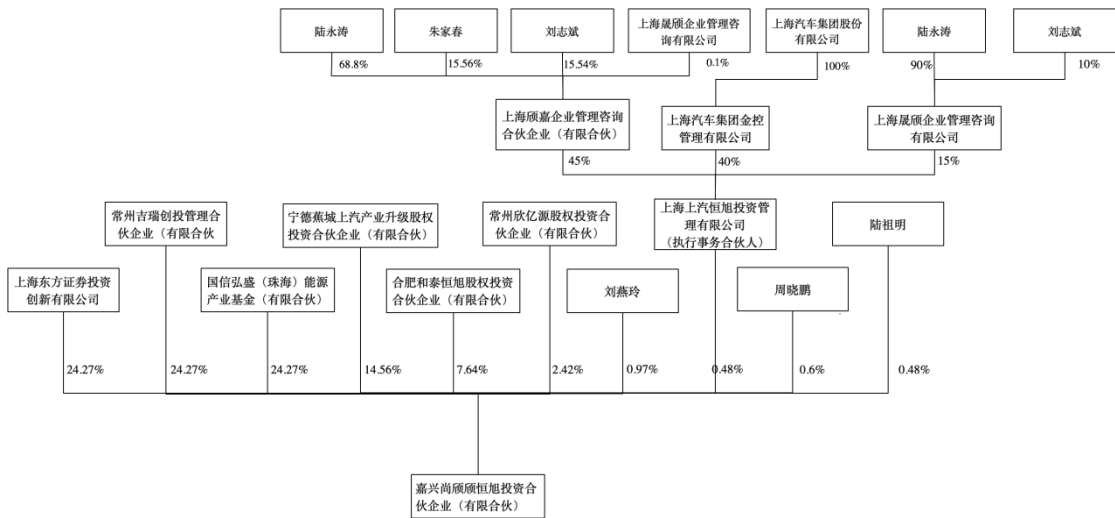 陆永涛
朱家春
刘志斌
上海晟颀企业管理咨
询有限公司
上海汽车集团股份
有限公司
陆永涛
刘志斌
68.8%
15.56%
15.54%
0.1%
100%
90%
10%
上海颀嘉企业管理咨询
合伙企业（有限合伙）
上海汽车集团金控
管理有限公司
上海晟颀企业管理咨询
有限公司
45%
40%
15%
常州吉瑞创投管理合
伙企业（有限合伙
宁德蕉城上汽产业升级股权
投资合伙企业（有限合伙）
常州欣亿源股权投资合
伙企业（有限合伙）
上海上汽恒旭投资管
理有限公司
（执行事务合伙人）
陆祖明
上海东方证券投资
创新有限公司
国信弘盛（珠海）能源
产业基金（有限合伙）
合肥和泰恒旭股权投资
合伙企业（有限合伙）
刘燕玲
周晓鹏
24.27%
24.27%
24.27%
14.56%
7.64%
2.42%
0.97%
0.48%
0.6%
0.48%
嘉兴尚颀颀恒旭投资合
伙企业（有限合伙）